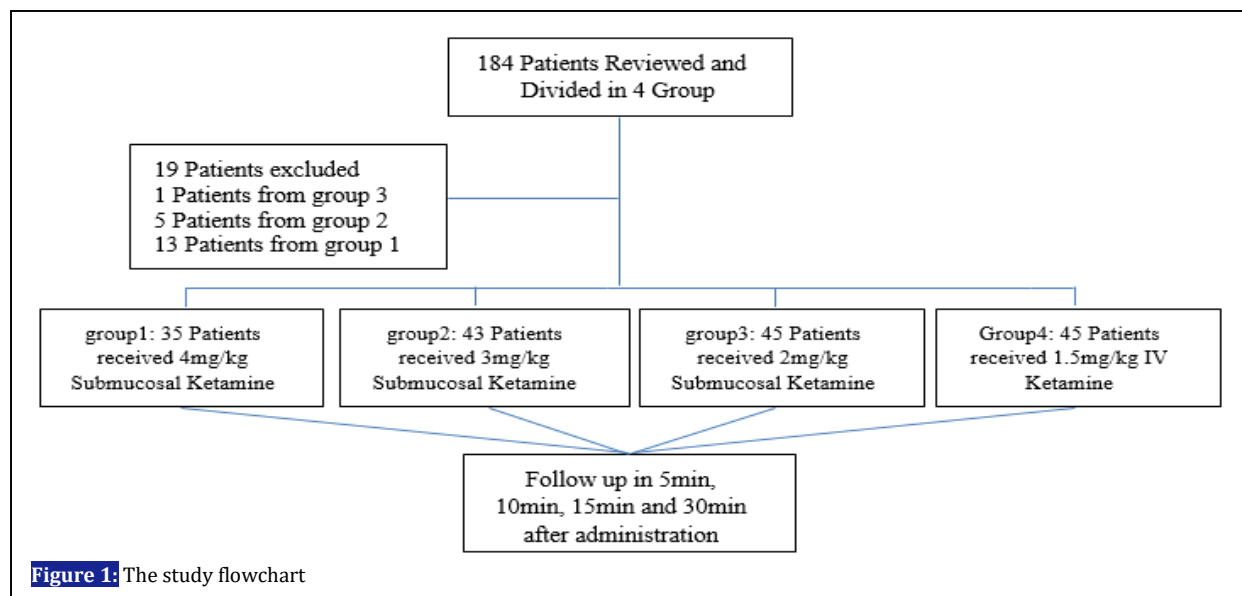 184 Patients Reviewed and
Divided in 4 Group
19 Patients excluded
1 Patients from group 3
5 Patients from group 2
13 Patients from group 1
group1: 35 Patients
received 4mg/kg
Submucosal Ketamine
group2: 43 Patients
received 3mg/kg
Submucosal Ketamine
group3: 45 Patients
received 2mg/kg
Submucosal Ketamine
Group4: 45 Patients
received 1.5mg/kg IV
Ketamine
Follow up in 5min,
10min, 15min and 30min
after administration
Figure 1: The study flowchart